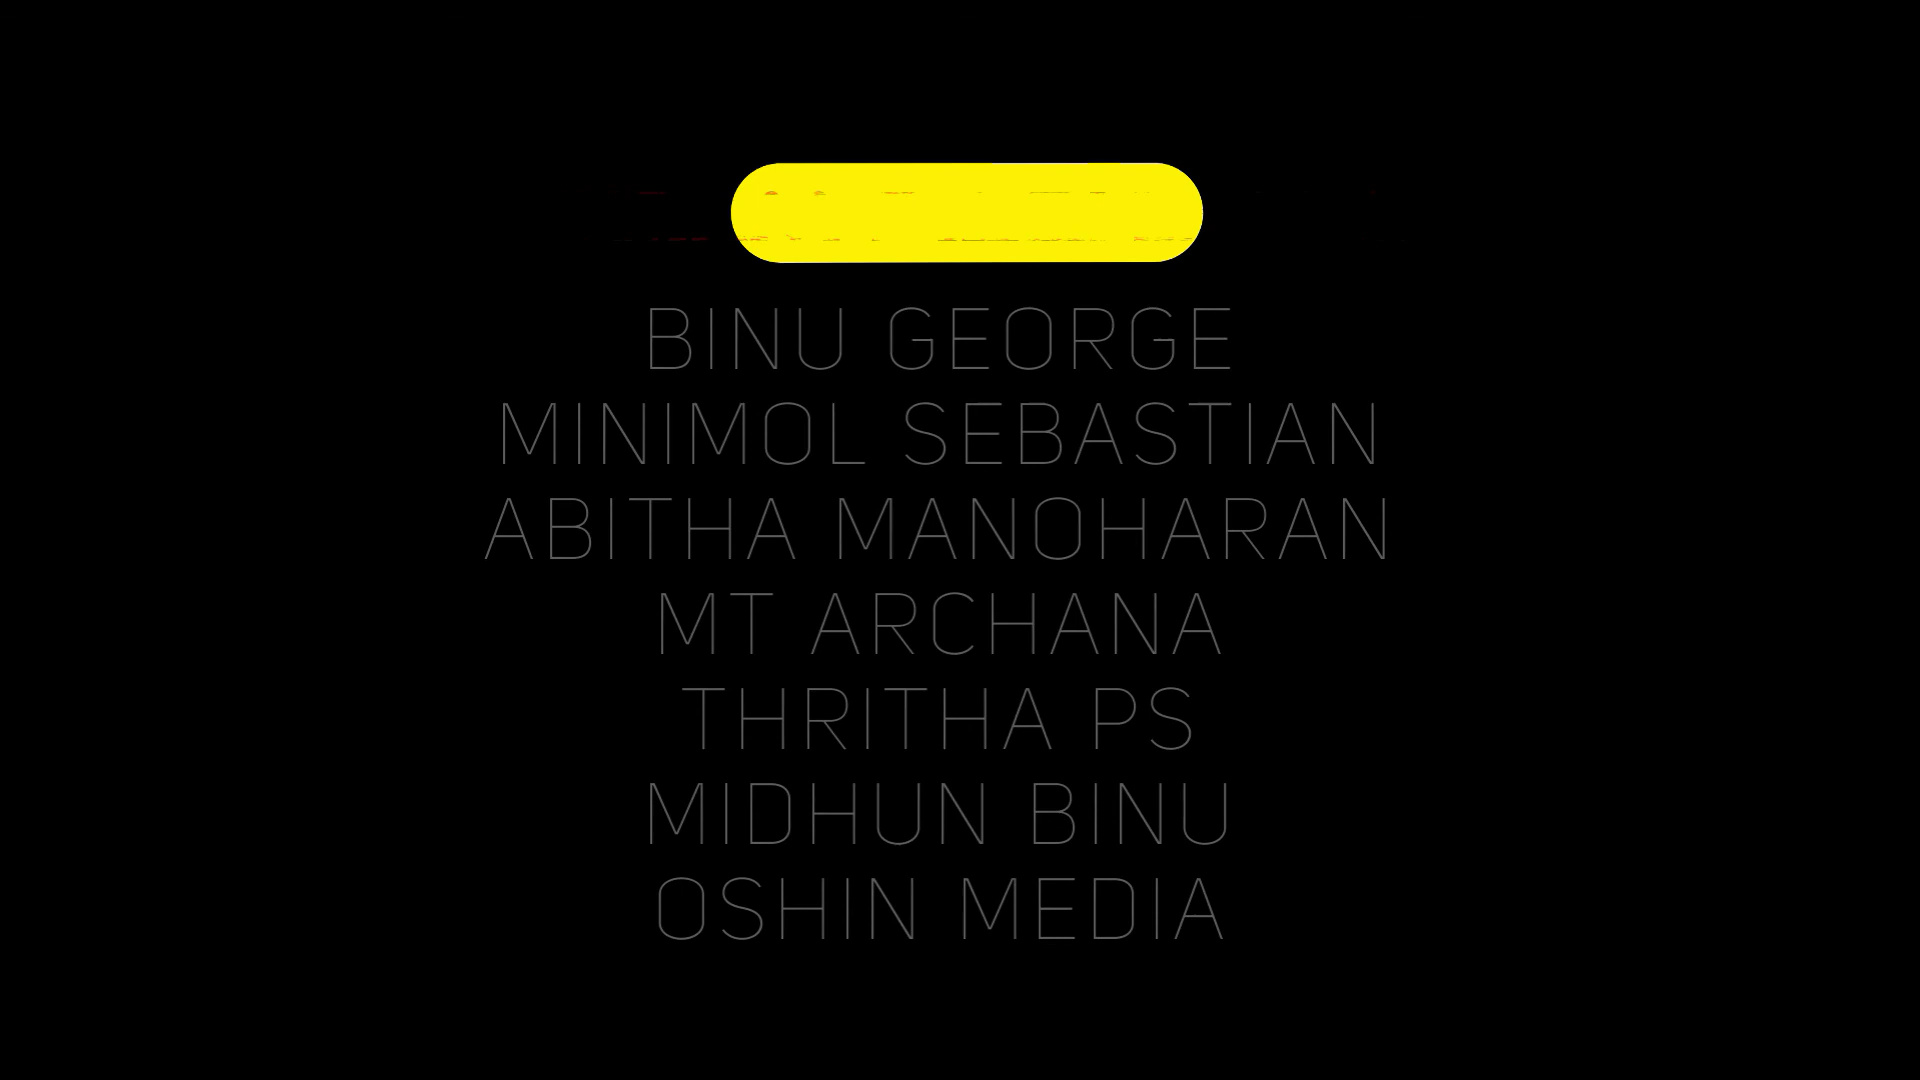 BINU GEORGE
MINIMOL SEBASTIAN
ABITHA MANOHARAN
MT ARCHANA
THRITHA PS
MIDHUN BINU
OSHIN MEDIA